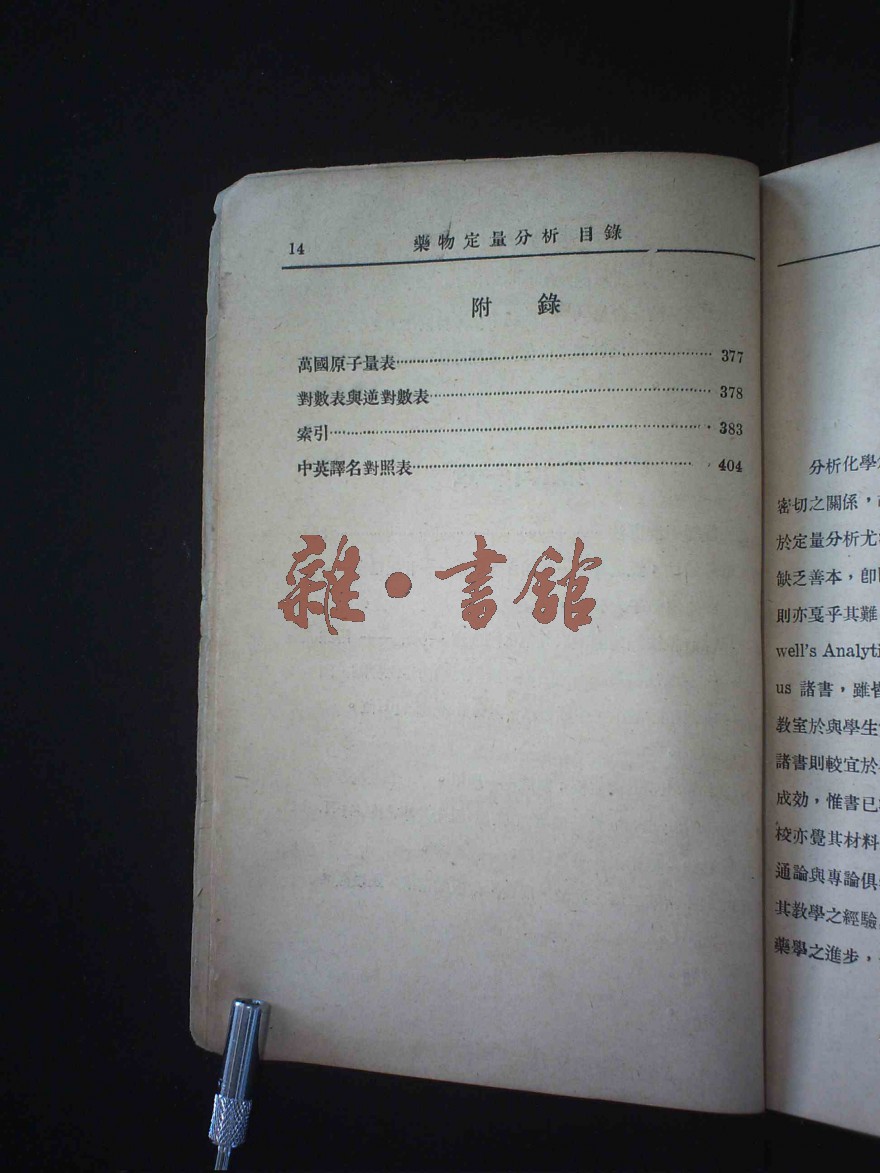 14
藥物定量分析 目錄
附 錄
萬國原子量表 377
對數表與逆對數表 378
索引 383
中英譯名對照表 404
雜·書館
分析化學
密切之關係，
於定量分析尤
缺乏善本，卽
則亦戞乎其難
well's Analyti
us 諸書，雖
教室於與學生
諸書則較宜於
成効，惟書已
校亦覺其材料
通論與專論俱
其教學之經驗
藥學之進步，